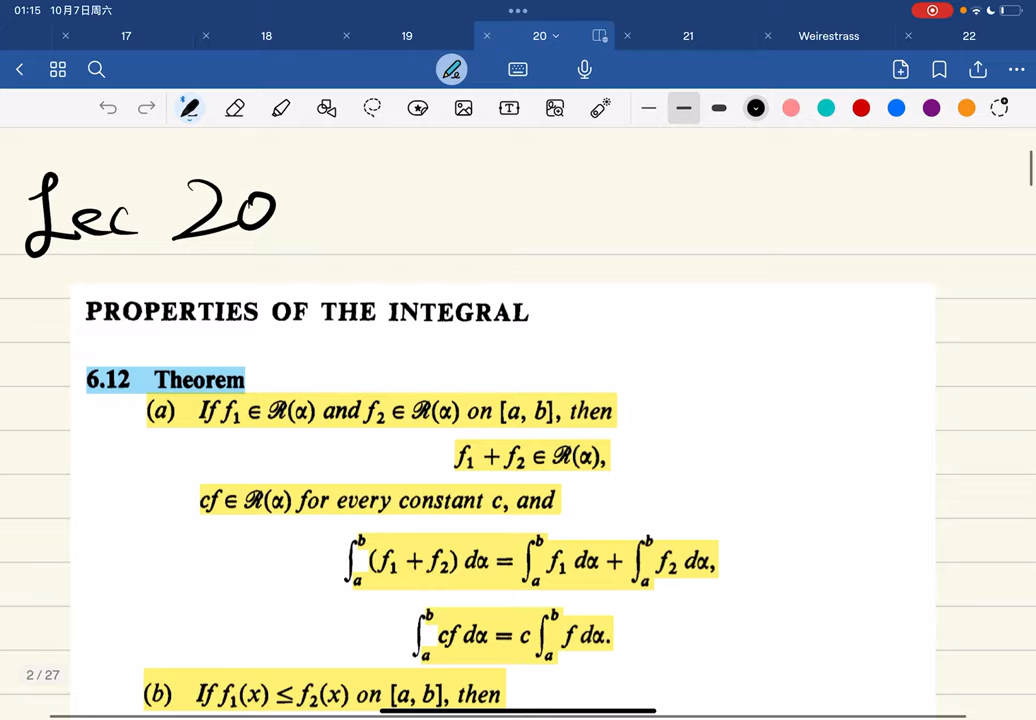 01:15 10月7日周六
17 18 19 20 21 Weirestrass 22
Lec 20
PROPERTIES OF THE INTEGRAL
6.12 Theorem
(a) If f₁ ∈ ℛ(α) and f₂ ∈ ℛ(α) on [a, b], then
f₁ + f₂ ∈ ℛ(α),
cf ∈ ℛ(α) for every constant c, and
∫ₐᵇ (f₁ + f₂) dα = ∫ₐᵇ f₁ dα + ∫ₐᵇ f₂ dα,
∫ₐᵇ cf dα = c ∫ₐᵇ f dα.
2 / 27
(b) If f₁(x) ≤ f₂(x) on [a, b], then